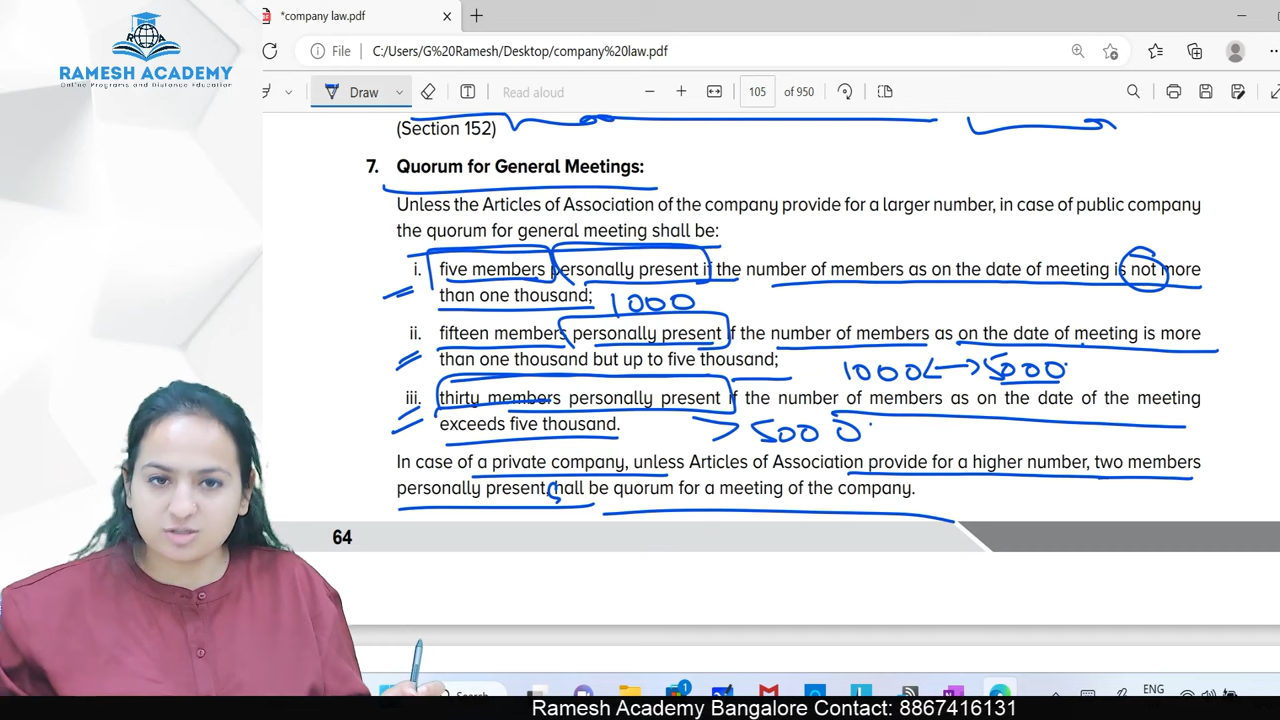 *company law.pdf
RAMESH ACADEMY
Online Programs and Distance Education
File C:/Users/G%20Ramesh/Desktop/company%20law.pdf
Draw Read aloud 105 of 950
(Section 152)
7. Quorum for General Meetings:
Unless the Articles of Association of the company provide for a larger number, in case of public company
the quorum for general meeting shall be:
i. five members personally present if the number of members as on the date of meeting is not more
than one thousand; 1000
ii. fifteen members personally present if the number of members as on the date of meeting is more
than one thousand but up to five thousand; 1000 <-> 5000
iii. thirty members personally present if the number of members as on the date of the meeting
exceeds five thousand. > 5000
In case of a private company, unless Articles of Association provide for a higher number, two members
personally present, shall be quorum for a meeting of the company.
64
Search 1 ENG
Ramesh Academy Bangalore Contact: 8867416131